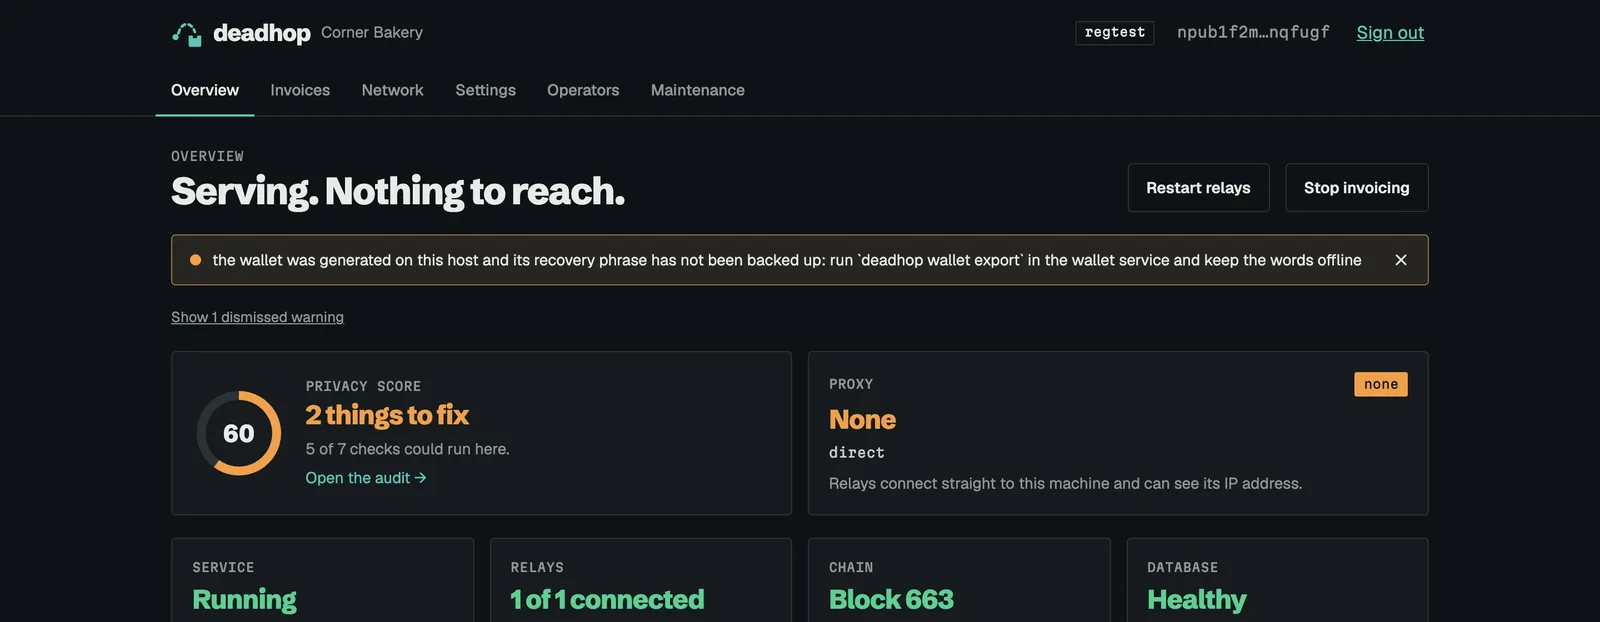 deadhop Corner Bakery
regtest npub1f2m…nqfugf Sign out
Overview Invoices Network Settings Operators Maintenance
OVERVIEW
Serving. Nothing to reach.
Restart relays Stop invoicing
the wallet was generated on this host and its recovery phrase has not been backed up: run `deadhop wallet export` in the wallet service and keep the words offline
Show 1 dismissed warning
60
PRIVACY SCORE
2 things to fix
5 of 7 checks could run here.
Open the audit →
PROXY none
None
direct
Relays connect straight to this machine and can see its IP address.
SERVICE
Running
RELAYS
1 of 1 connected
CHAIN
Block 663
DATABASE
Healthy